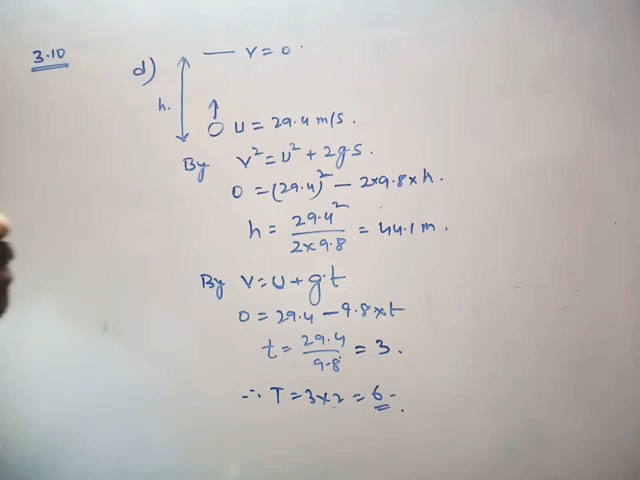 3.10
d)
V = 0.
h.
u = 29.4 m/s.
By V² = u² + 2gs.
0 = (29.4)² - 2×9.8×h.
h = 29.4² / 2×9.8 = 44.1 m.
By V = u + gt
0 = 29.4 - 9.8×t
t = 29.4 / 9.8 = 3.
∴ T = 3×2 = 6.